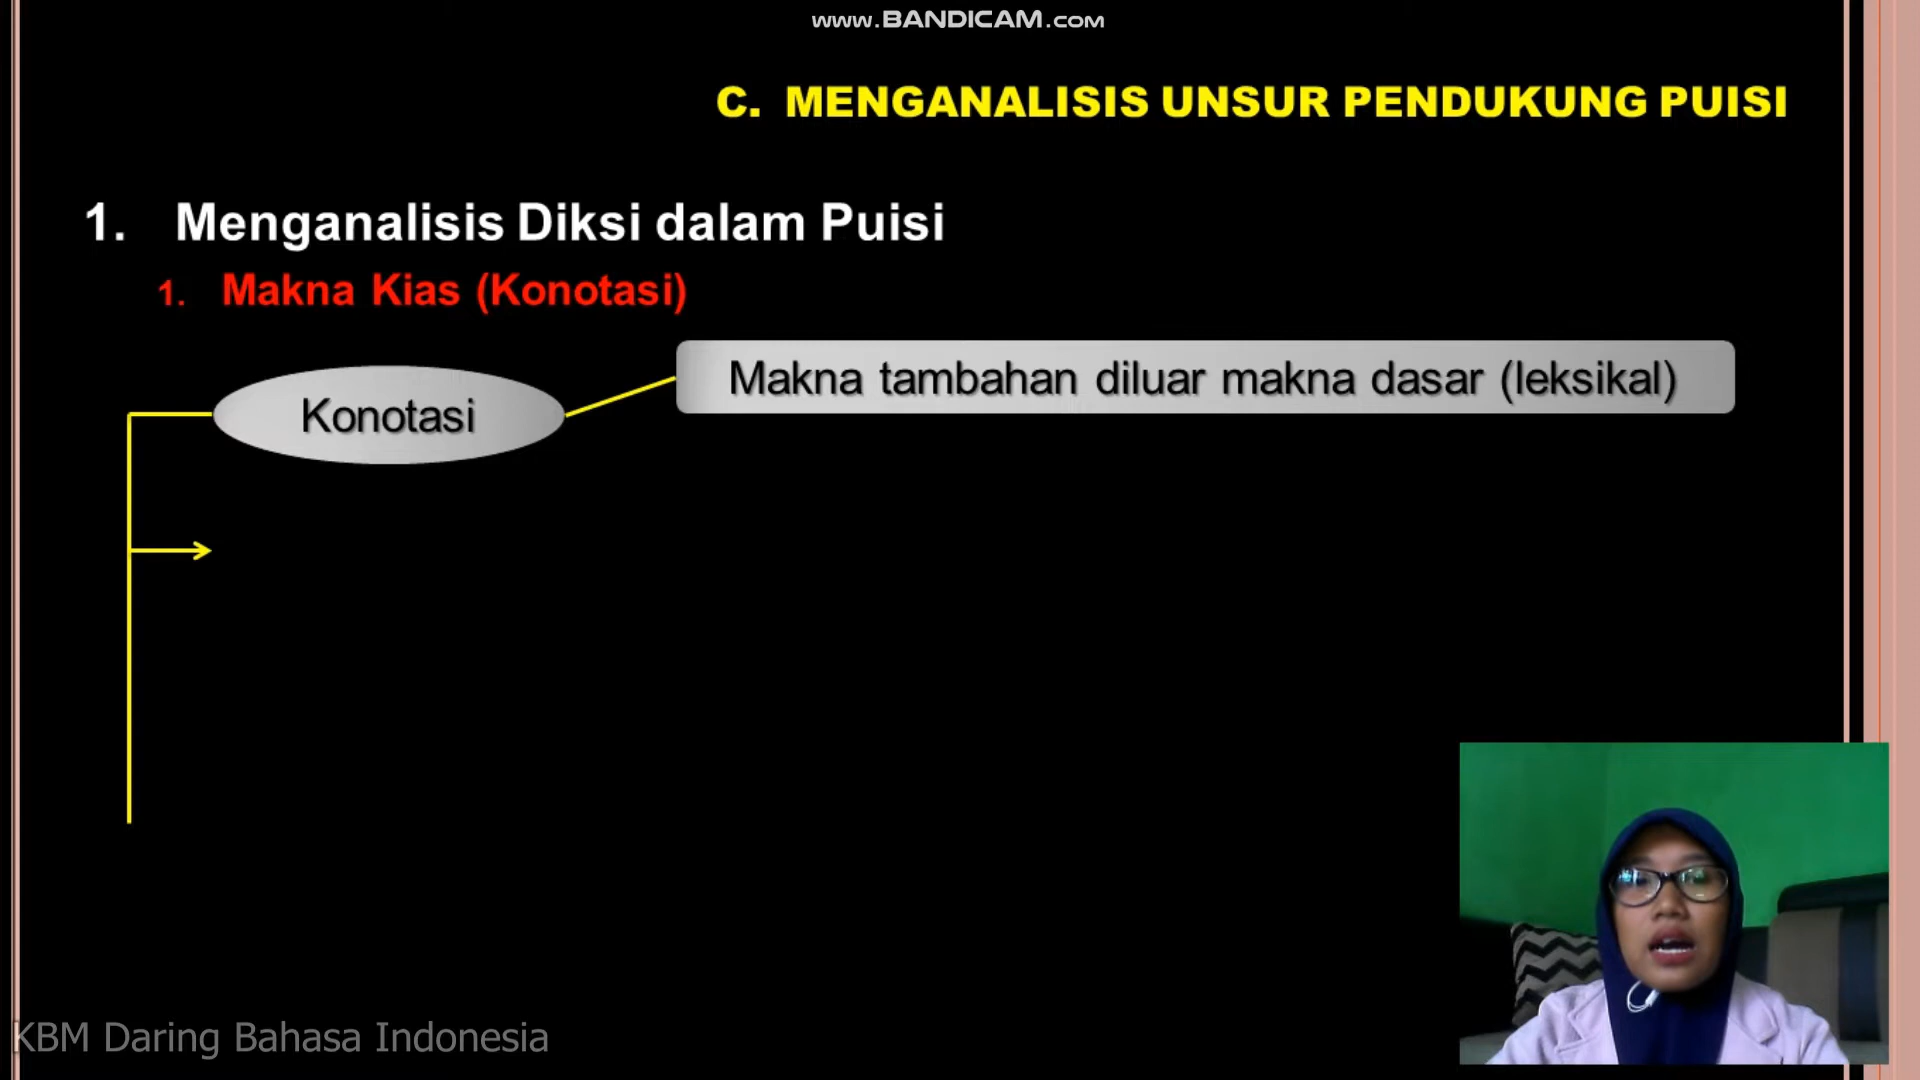 www.BANDICAM.com
C. MENGANALISIS UNSUR PENDUKUNG PUISI
1. Menganalisis Diksi dalam Puisi
1. Makna Kias (Konotasi)
Makna tambahan diluar makna dasar (leksikal)
Konotasi
KBM Daring Bahasa Indonesia